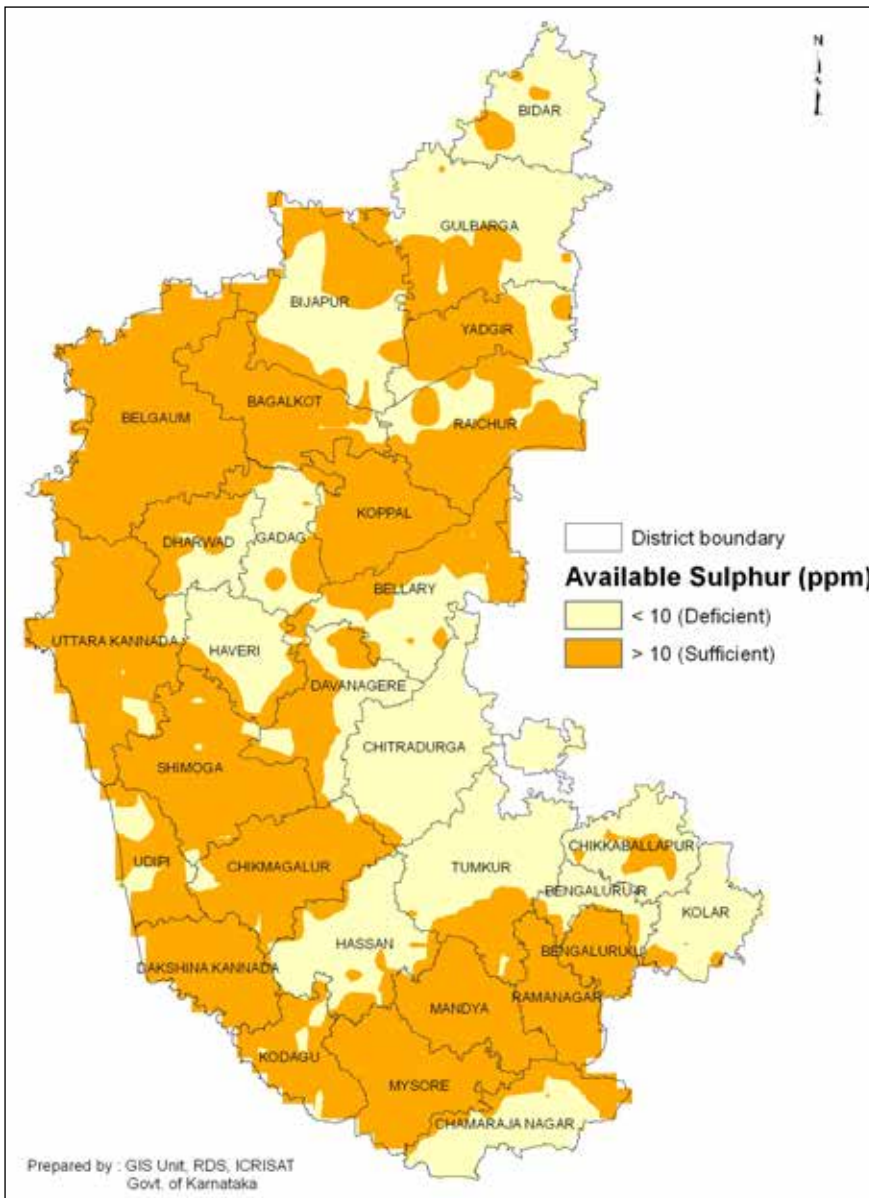 N
BIDAR
GULBARGA
BIJAPUR
YADGIR
BAGALKOT
BELGAUM
RAICHUR
KOPPAL
DHARWAD
GADAG
District boundary
Available Sulphur (ppm)
BELLARY
< 10 (Deficient)
UTTARA KANNADA
HAVERI
> 10 (Sufficient)
DAVANAGERE
CHITRADURGA
SHIMOGA
CHIKKABALLAPUR
UDIPI
CHIKMAGALUR
TUMKUR
BENGALURU-R
KOLAR
HASSAN
BENGALURU
DAKSHINA KANNADA
RAMANAGAR
MANDYA
KODAGU
MYSORE
CHAMARAJA NAGAR
Prepared by : GIS Unit, RDS, ICRISAT
Govt. of Karnataka